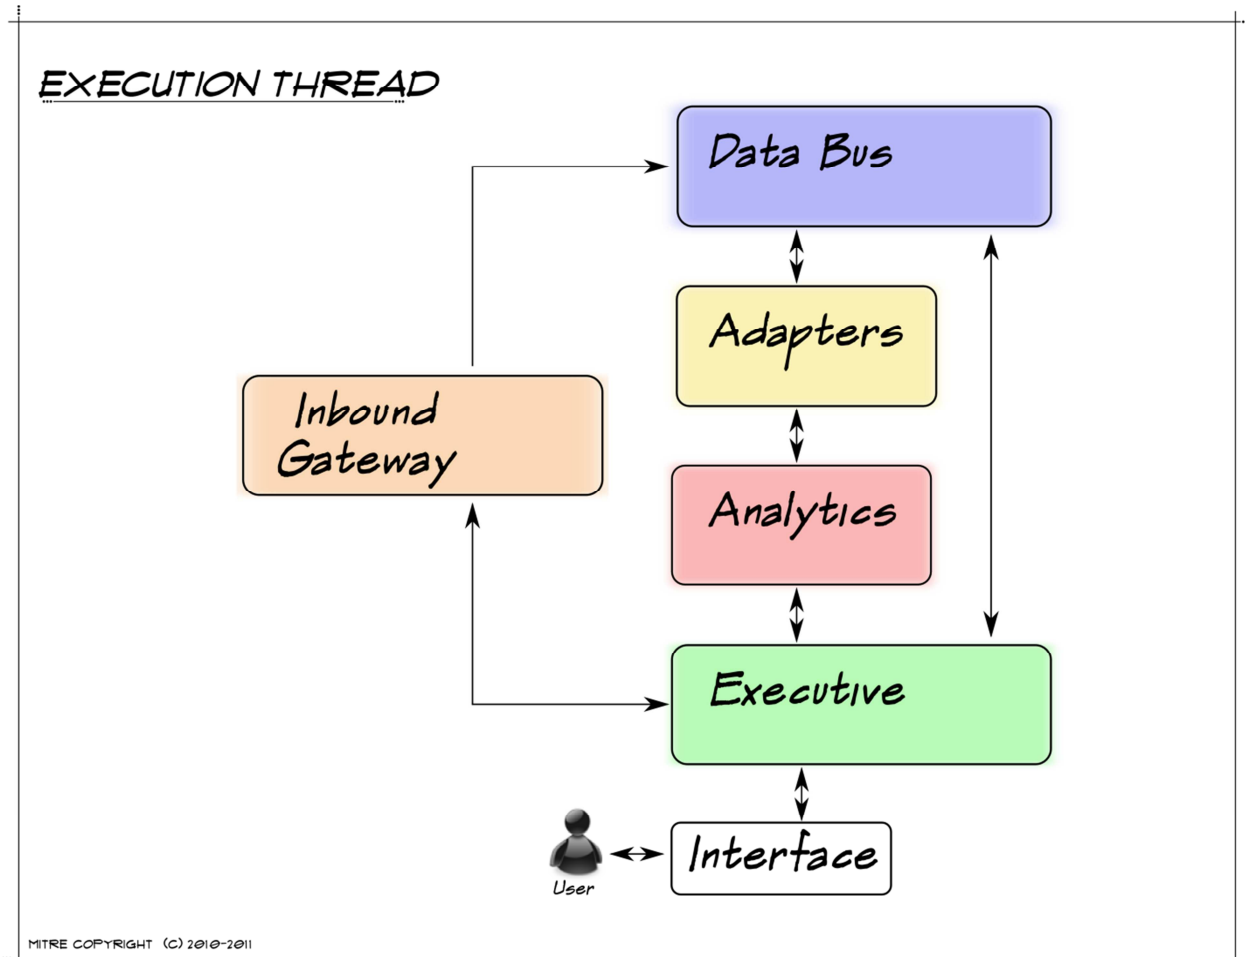 EXECUTION THREAD
Data Bus
Adapters
Inbound
Gateway
Analytics
Executive
Interface
User
MITRE COPYRIGHT (C) 2010-2011